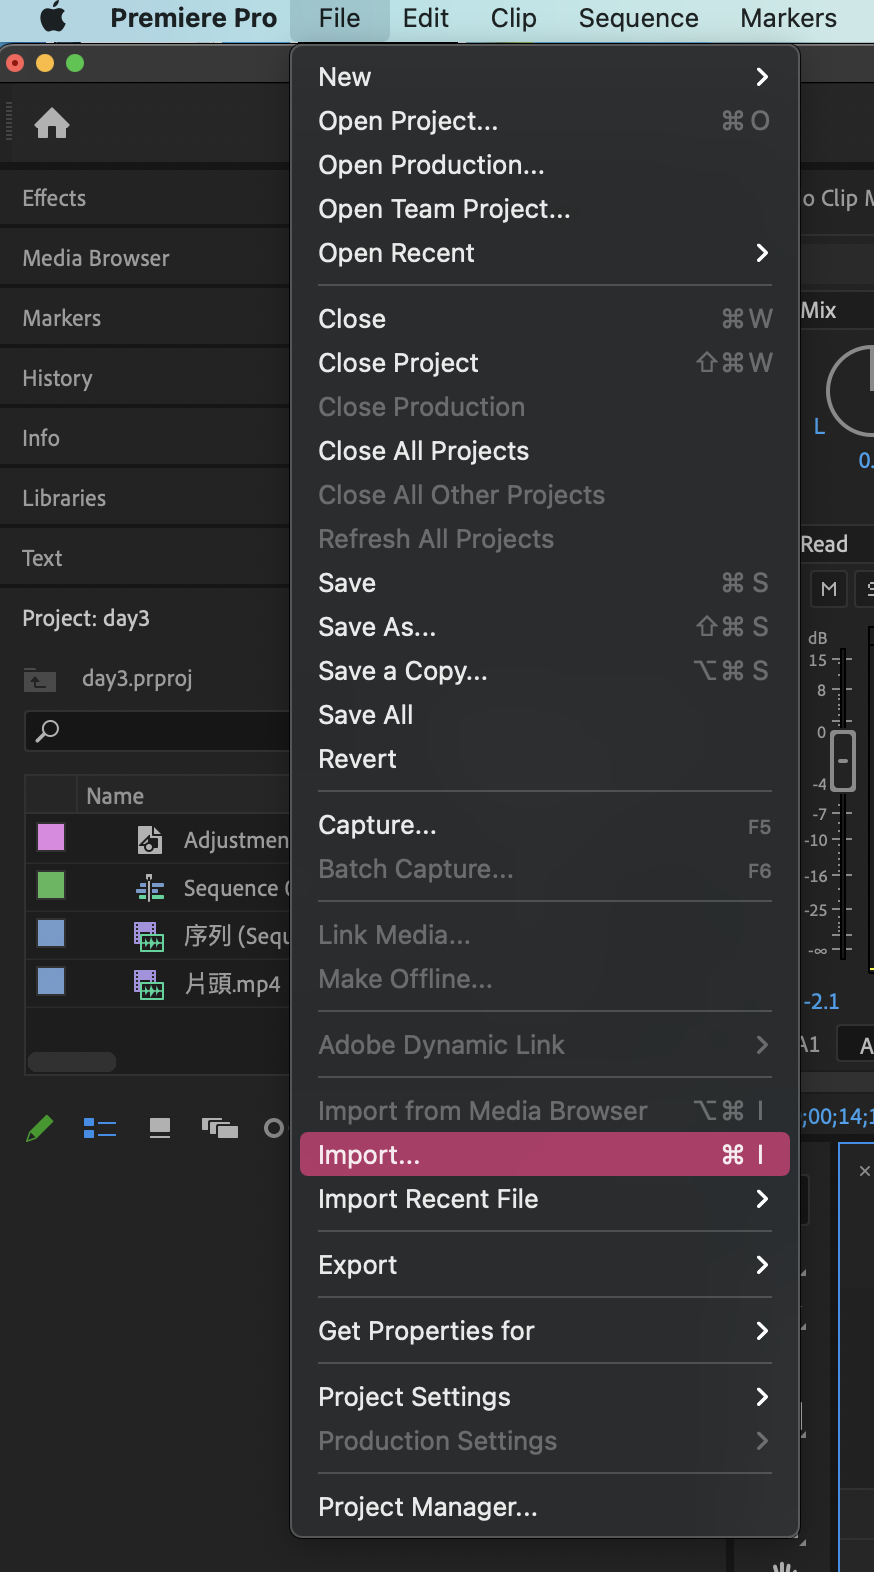 Premiere Pro File Edit Clip Sequence Markers
New
Open Project... ⌘ O
Open Production...
Open Team Project...
Open Recent
Close ⌘ W
Close Project ⇧ ⌘ W
Close Production
Close All Projects
Close All Other Projects
Refresh All Projects
Save ⌘ S
Save As... ⇧ ⌘ S
Save a Copy... ⌥ ⌘ S
Save All
Revert
Capture... F5
Batch Capture... F6
Link Media...
Make Offline...
Adobe Dynamic Link
Import from Media Browser ⌥ ⌘ I
Import... ⌘ I
Import Recent File
Export
Get Properties for
Project Settings
Production Settings
Project Manager...
Effects
Media Browser
Markers
History
Info
Libraries
Text
Project: day3
day3.prproj
Name
Adjustmen
Sequence
序列 (Sequ
片頭.mp4
o Clip M
Mix
L
0.
Read
M
dB
15
8
0
-4
-7
-10
-16
-25
-∞
-2.1
A1 A
;00;14;1